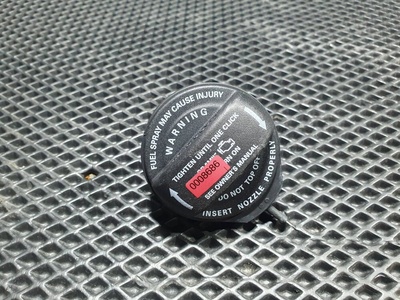 FUEL SPRAY MAY CAUSE INJURY
WARNING
TIGHTEN UNTIL ONE CLICK
ON
0008686
SEE OWNER'S MANUAL
DO NOT TOP OFF
INSERT NOZZLE PROPERLY